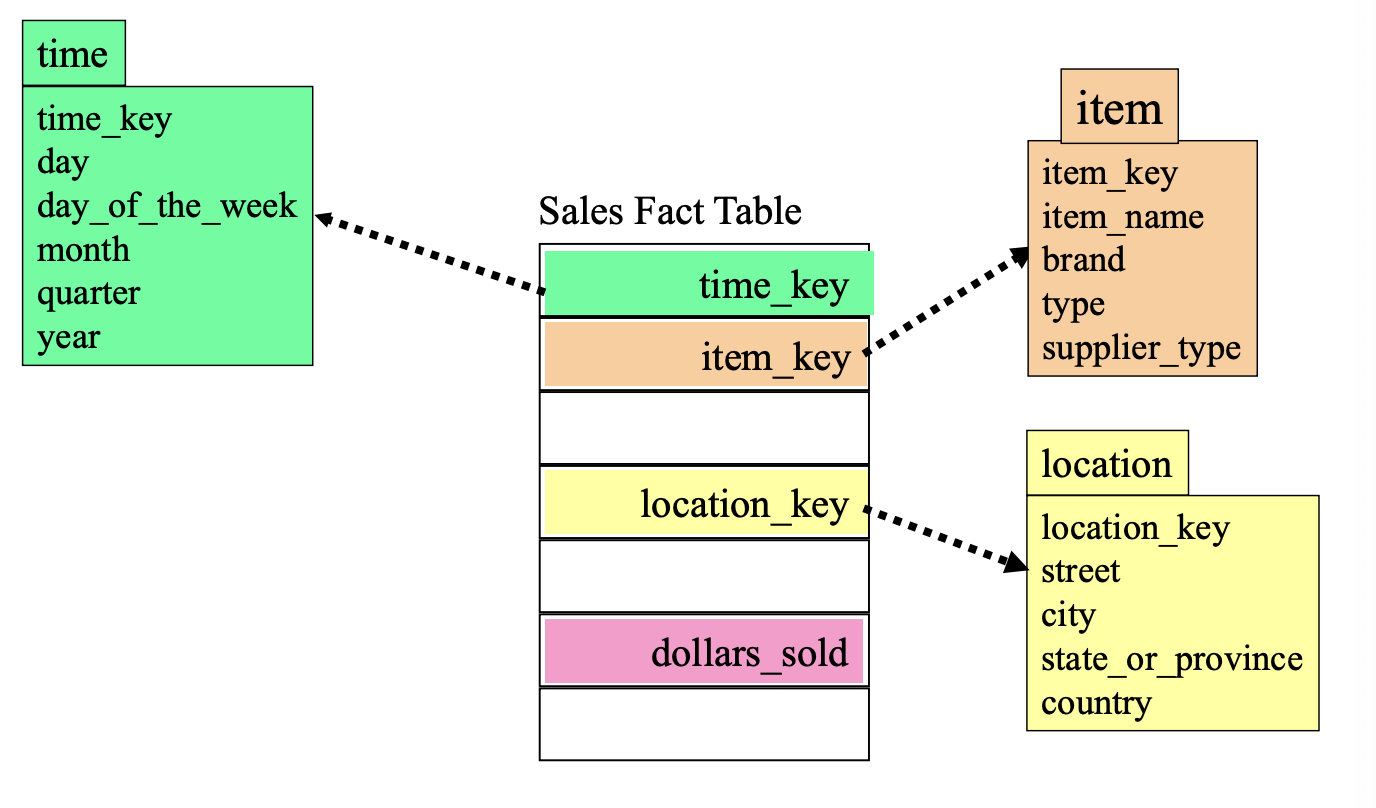 time
time_key
day
day_of_the_week
month
quarter
year
Sales Fact Table
time_key
item_key
location_key
dollars_sold
item
item_key
item_name
brand
type
supplier_type
location
location_key
street
city
state_or_province
country